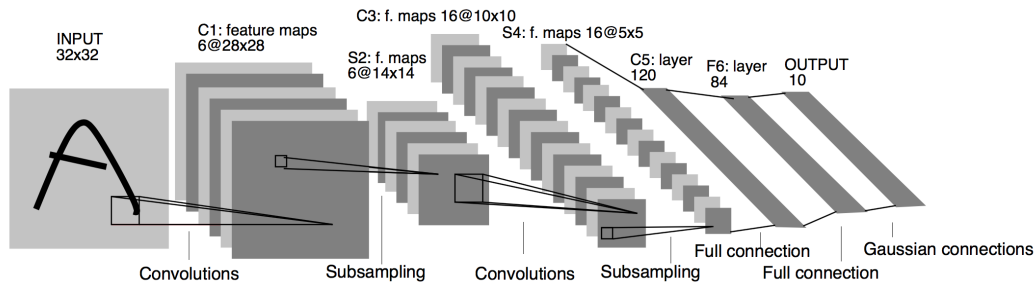 INPUT
32x32
C1: feature maps
6@28x28
S2: f. maps
6@14x14
C3: f. maps 16@10x10
S4: f. maps 16@5x5
C5: layer
120
F6: layer
84
OUTPUT
10
Convolutions
Subsampling
Convolutions
Subsampling
Full connection
Full connection
Gaussian connections